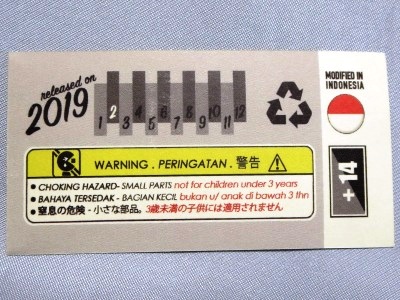 released on
2019
1 2 3 4 5 6 7 8 9 10 11 12
MODIFIED IN
INDONESIA
+14
WARNING . PERINGATAN . 警告
• CHOKING HAZARD- SMALL PARTS not for children under 3 years
• BAHAYA TERSEDAK - BAGIAN KECIL bukan u/ anak di bawah 3 thn
• 窒息の危険 - 小さな部品。3歳未満の子供には適用されません